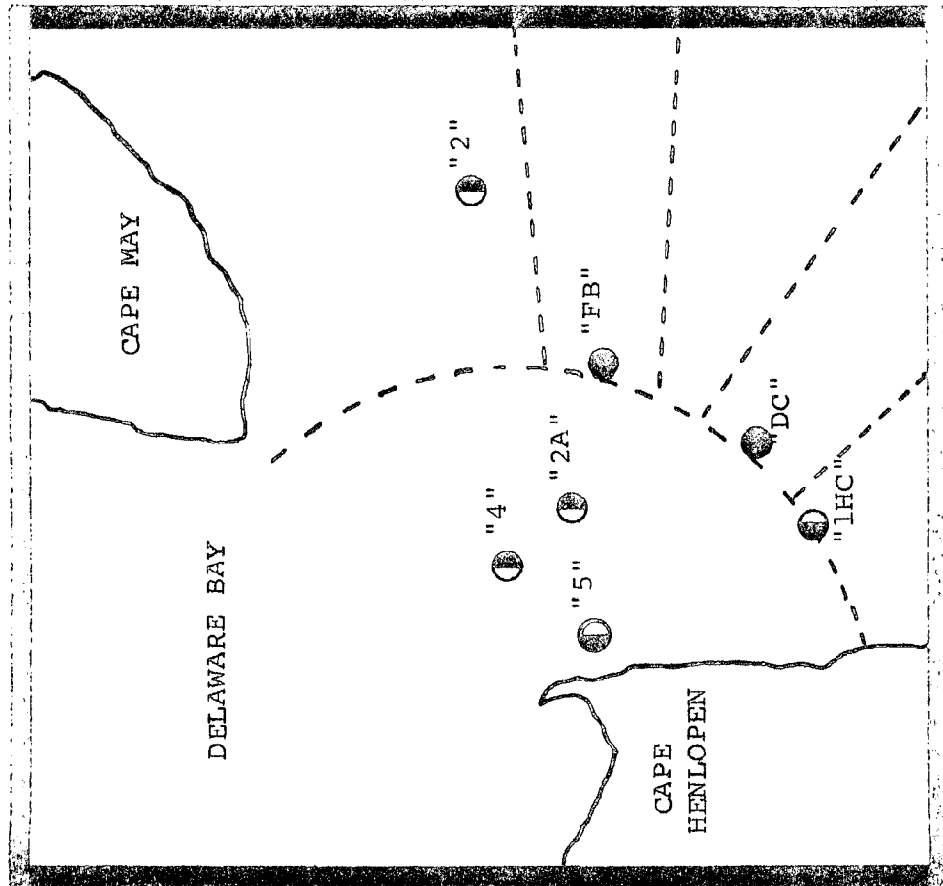 CAPE MAY
DELAWARE BAY
"2"
"FB"
"2A"
"4"
"5"
"DC"
"1HC"
CAPE
HENLOPEN